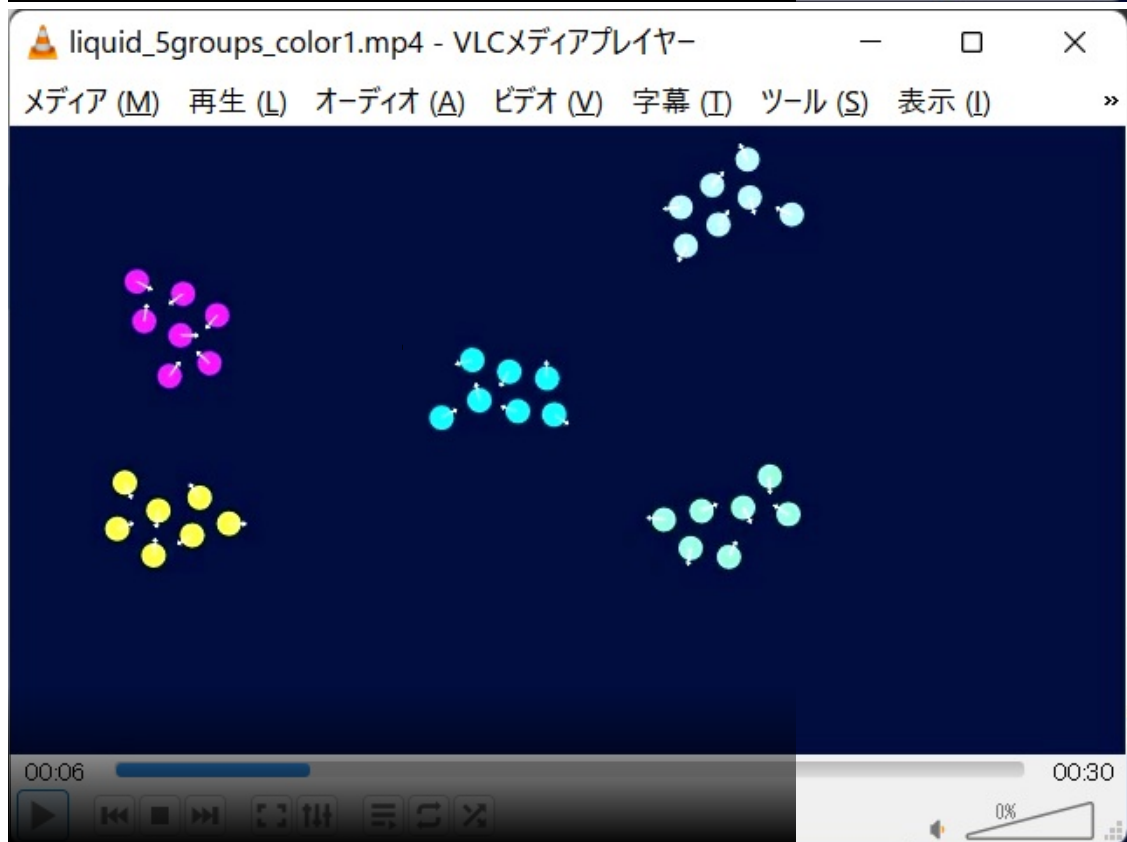 liquid_5groups_color1.mp4 - VLCメディアプレイヤー
メディア (M) 再生 (L) オーディオ (A) ビデオ (V) 字幕 (T) ツール (S) 表示 (I) »
00:06 00:30
0%